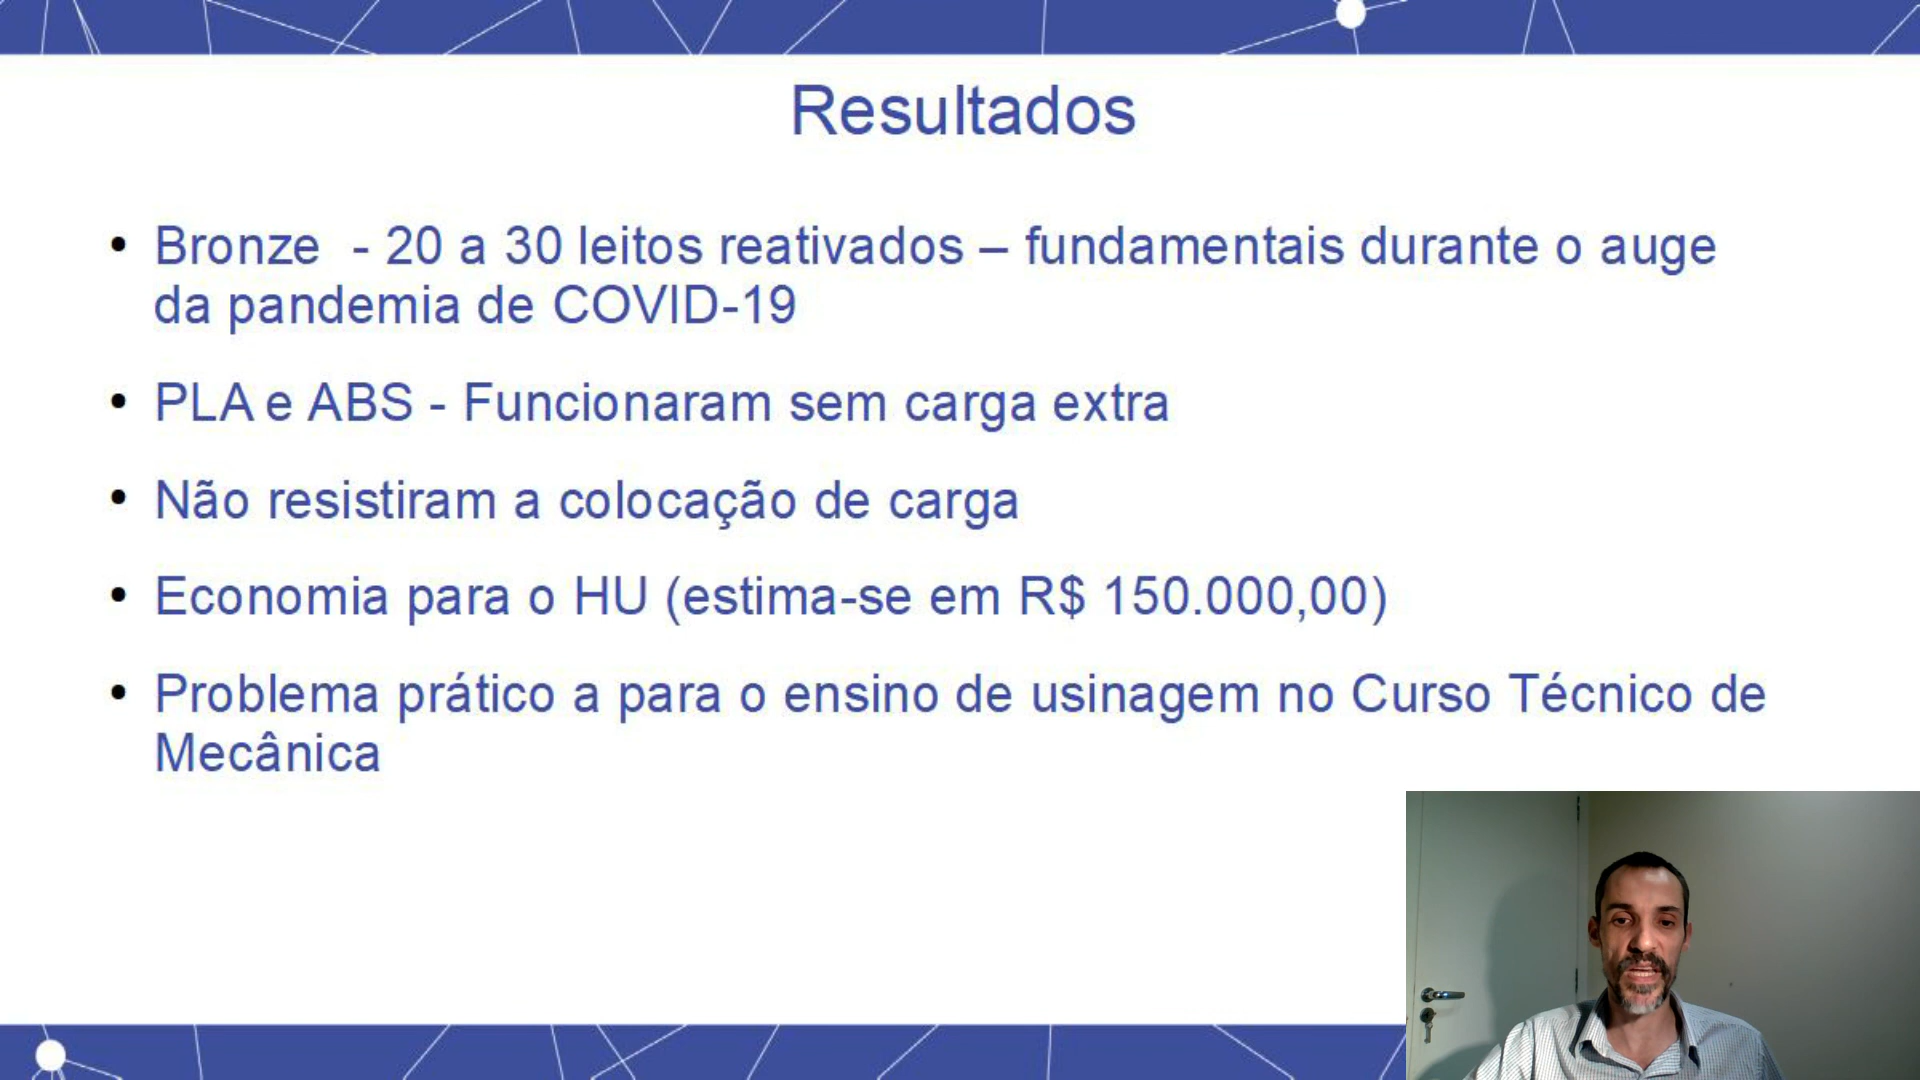 Resultados
• Bronze - 20 a 30 leitos reativados – fundamentais durante o auge
da pandemia de COVID-19
• PLA e ABS - Funcionaram sem carga extra
• Não resistiram a colocação de carga
• Economia para o HU (estima-se em R$ 150.000,00)
• Problema prático a para o ensino de usinagem no Curso Técnico de
Mecânica